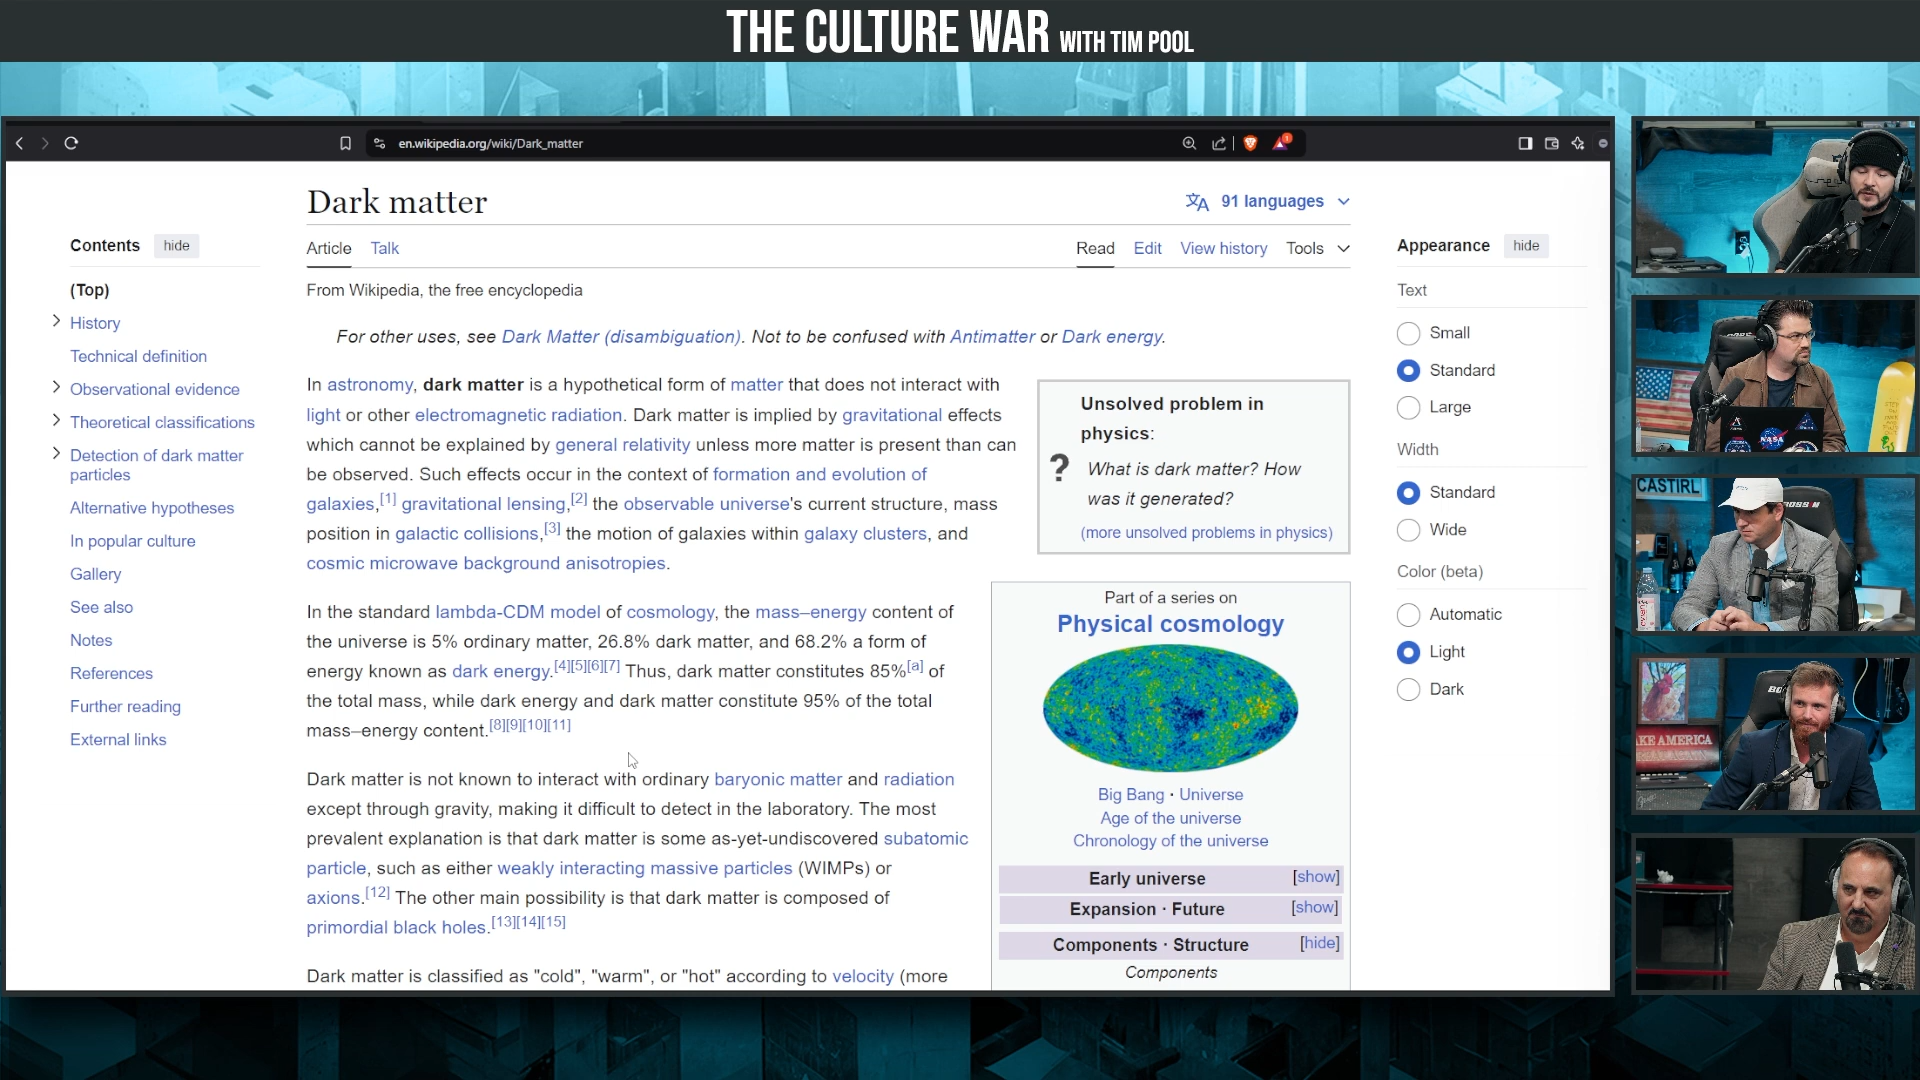 THE CULTURE WAR WITH TIM POOL
en.wikipedia.org/wiki/Dark_matter
1
Dark matter
91 languages
Contents
hide
(Top)
History
Technical definition
Observational evidence
Theoretical classifications
Detection of dark matter
particles
Alternative hypotheses
In popular culture
Gallery
See also
Notes
References
Further reading
External links
Article Talk
Read Edit View history Tools
From Wikipedia, the free encyclopedia
For other uses, see Dark Matter (disambiguation). Not to be confused with Antimatter or Dark energy.
In astronomy, dark matter is a hypothetical form of matter that does not interact with
light or other electromagnetic radiation. Dark matter is implied by gravitational effects
which cannot be explained by general relativity unless more matter is present than can
be observed. Such effects occur in the context of formation and evolution of
galaxies,[1] gravitational lensing,[2] the observable universe's current structure, mass
position in galactic collisions,[3] the motion of galaxies within galaxy clusters, and
cosmic microwave background anisotropies.
In the standard lambda-CDM model of cosmology, the mass–energy content of
the universe is 5% ordinary matter, 26.8% dark matter, and 68.2% a form of
energy known as dark energy.[4][5][6][7] Thus, dark matter constitutes 85%[a] of
the total mass, while dark energy and dark matter constitute 95% of the total
mass–energy content.[8][9][10][11]
Dark matter is not known to interact with ordinary baryonic matter and radiation
except through gravity, making it difficult to detect in the laboratory. The most
prevalent explanation is that dark matter is some as-yet-undiscovered subatomic
particle, such as either weakly interacting massive particles (WIMPs) or
axions.[12] The other main possibility is that dark matter is composed of
primordial black holes.[13][14][15]
Dark matter is classified as "cold", "warm", or "hot" according to velocity (more
Unsolved problem in
physics:
?
What is dark matter? How
was it generated?
(more unsolved problems in physics)
Part of a series on
Physical cosmology
Big Bang · Universe
Age of the universe
Chronology of the universe
Early universe [show]
Expansion · Future [show]
Components · Structure [hide]
Components
Appearance
hide
Text
Small
Standard
Large
Width
Standard
Wide
Color (beta)
Automatic
Light
Dark
NASA
CASTIRL
KE AMERICA